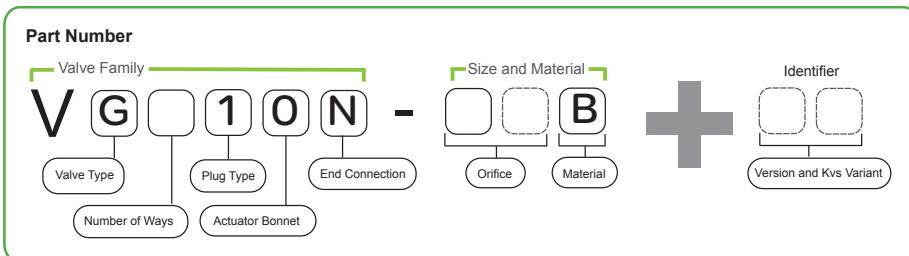 Part Number
Valve Family
Size and Material
Identifier
V G 1 0 N - B
Valve Type
Plug Type
End Connection
Orifice
Material
Version and Kvs Variant
Number of Ways
Actuator Bonnet